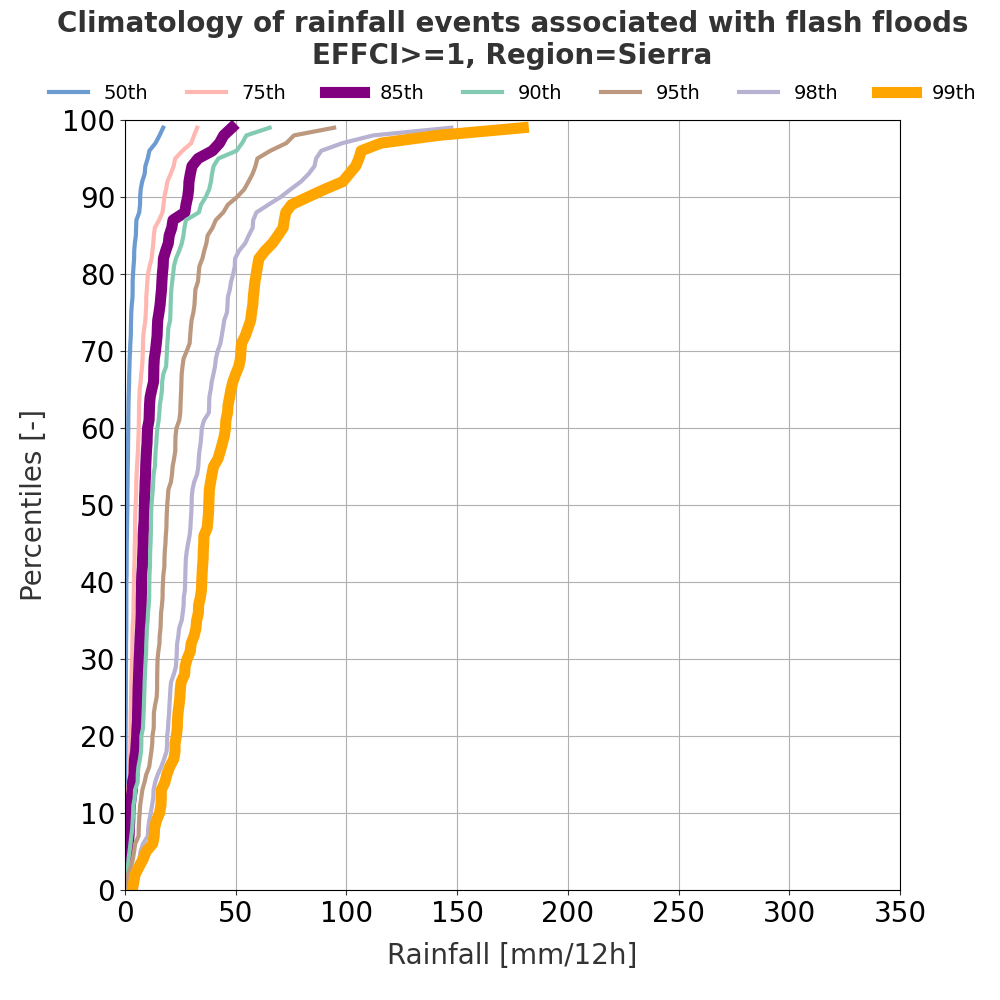 Climatology of rainfall events associated with flash floods
EFFCI>=1, Region=Sierra
50th 75th 85th 90th 95th 98th 99th
100
90
80
70
60
50
40
30
20
10
0
Percentiles [-]
0 50 100 150 200 250 300 350
Rainfall [mm/12h]